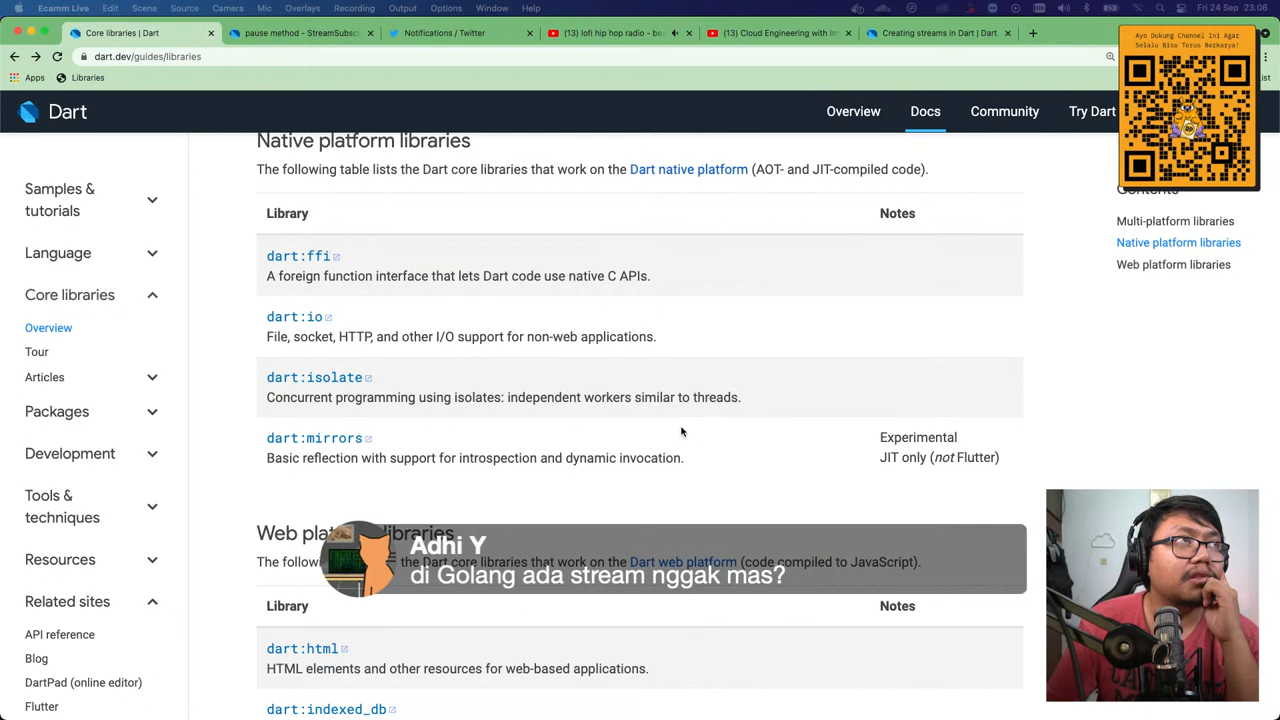 Ecamm Live
Edit
Scene
Source
Camera
Macros
Overlays
Recording
Output
Options
Window
Help
Fri 24 Sep 23.06
Core libraries | Dart
pause method - StreamSubsc
Notifications / Twitter
(13) lofi hip hop radio - bea
(13) Cloud Engineering with Im
Creating streams in Dart | Dart
dart.dev/guides/libraries
Apps
Libraries
Ayo Dukung Channel Ini Agar
Selalu Bisa Terus Berkarya!
Dart
Overview
Docs
Community
Try Dart
Samples &
tutorials
Language
Core libraries
Overview
Tour
Articles
Packages
Development
Tools &
techniques
Resources
Related sites
API reference
Blog
DartPad (online editor)
Flutter
Native platform libraries
The following table lists the Dart core libraries that work on the Dart native platform (AOT- and JIT-compiled code).
Library
Notes
dart:ffi
A foreign function interface that lets Dart code use native C APIs.
dart:io
File, socket, HTTP, and other I/O support for non-web applications.
dart:isolate
Concurrent programming using isolates: independent workers similar to threads.
dart:mirrors
Basic reflection with support for introspection and dynamic invocation.
Experimental
JIT only (not Flutter)
Web pla libraries
The follow the Dart core libraries that work on the Dart web platform (code compiled to JavaScript).
Adhi Y
di Golang ada stream nggak mas?
Library
Notes
dart:html
HTML elements and other resources for web-based applications.
dart:indexed_db
Contents
Multi-platform libraries
Native platform libraries
Web platform libraries